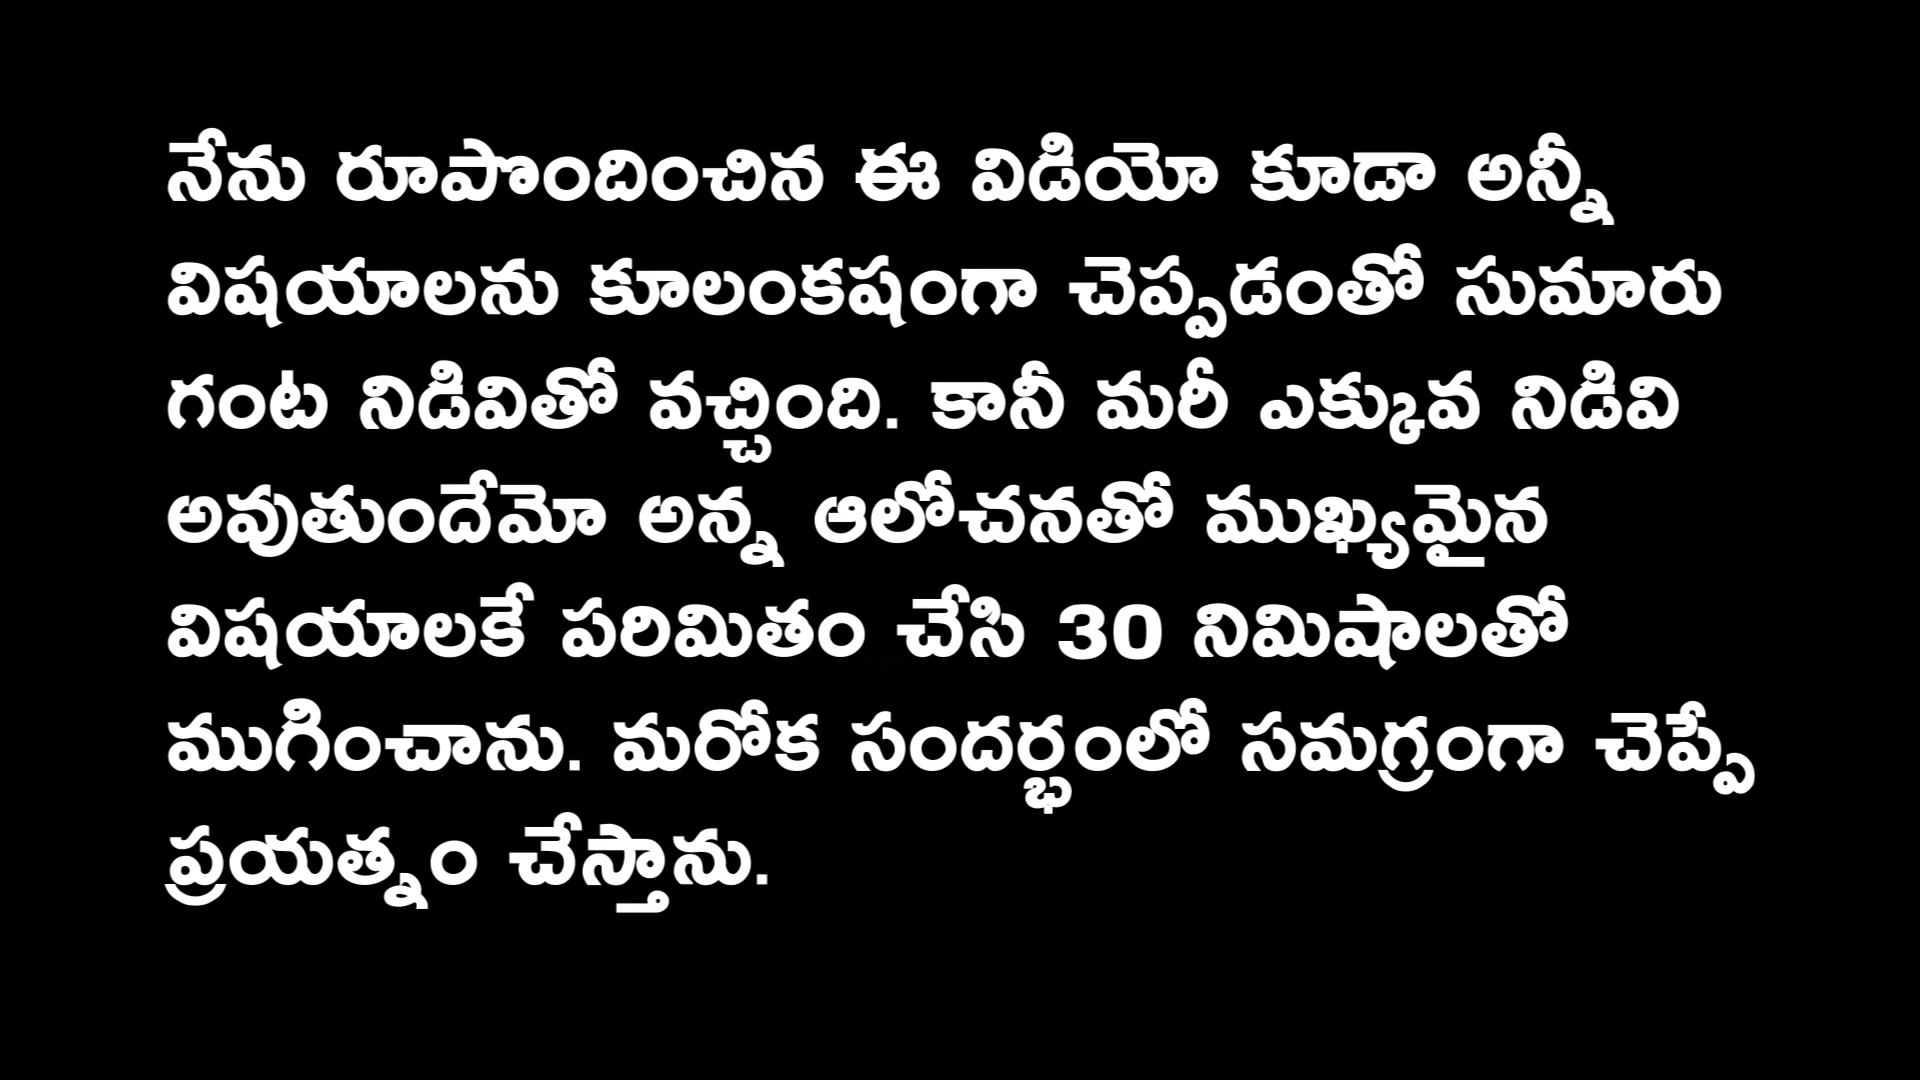 నేను రూపొందించిన ఈ విడియో కూడా అన్నీ
విషయాలను కూలంకషంగా చెప్పడంతో సుమారు
గంట నిడివితో వచ్చింది. కానీ మరీ ఎక్కువ నిడివి
అవుతుందేమో అన్న ఆలోచనతో ముఖ్యమైన
విషయాలకే పరిమితం చేసి 30 నిమిషాలతో
ముగించాను. మరోక సందర్భంలో సమగ్రంగా చెప్పే
ప్రయత్నం చేస్తాను.